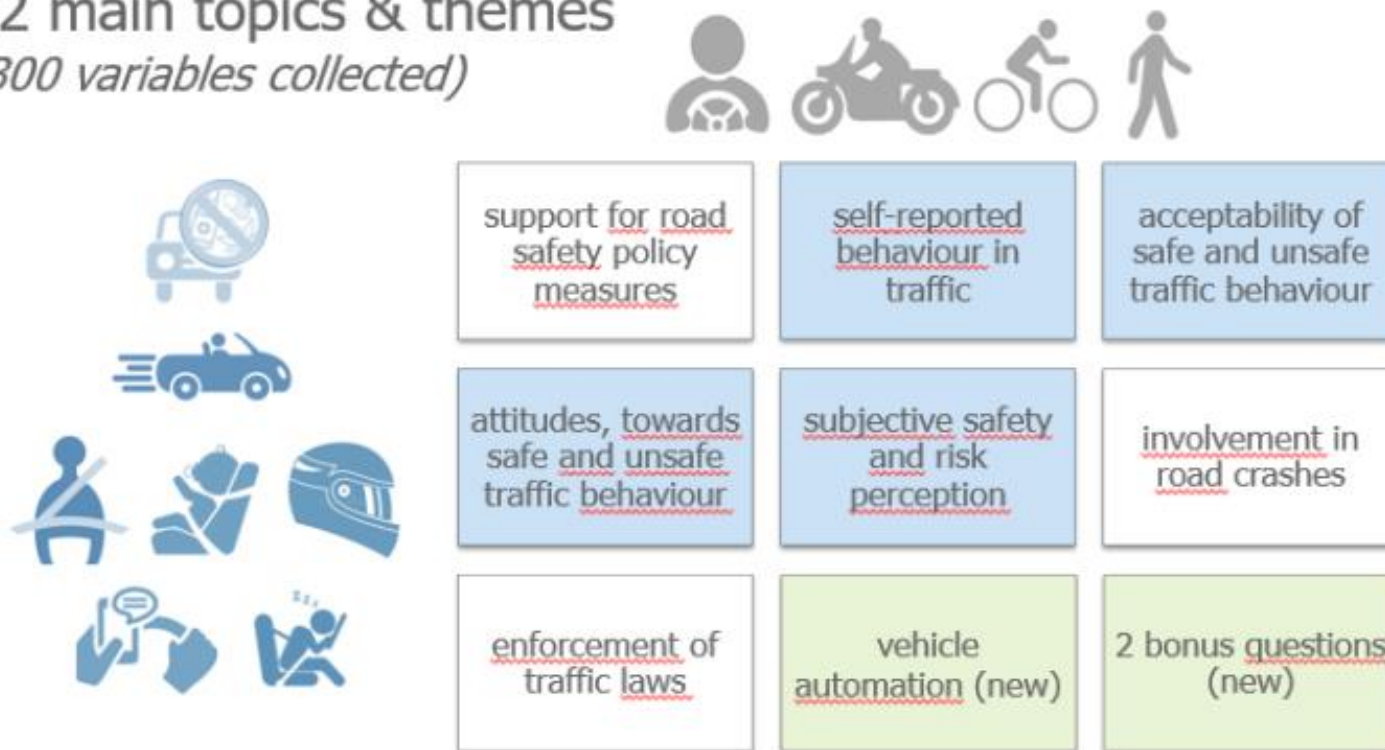 2 main topics & themes
300 variables collected)
support for road
safety policy
measures
self-reported
behaviour in
traffic
acceptability of
safe and unsafe
traffic behaviour
attitudes, towards
safe and unsafe
traffic behaviour
subjective safety
and risk
perception
involvement in
road crashes
enforcement of
traffic laws
vehicle
automation (new)
2 bonus questions
(new)